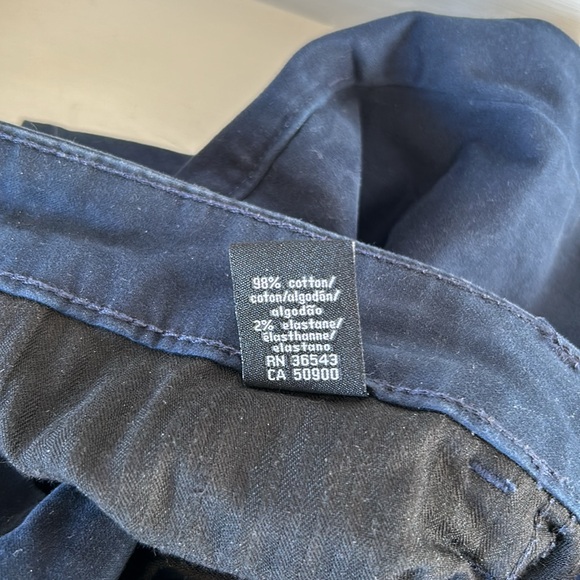 98% cotton/
coton/algodón/
algodão
2% elastane/
élasthanne/
elastano
RN 36543
CA 50900